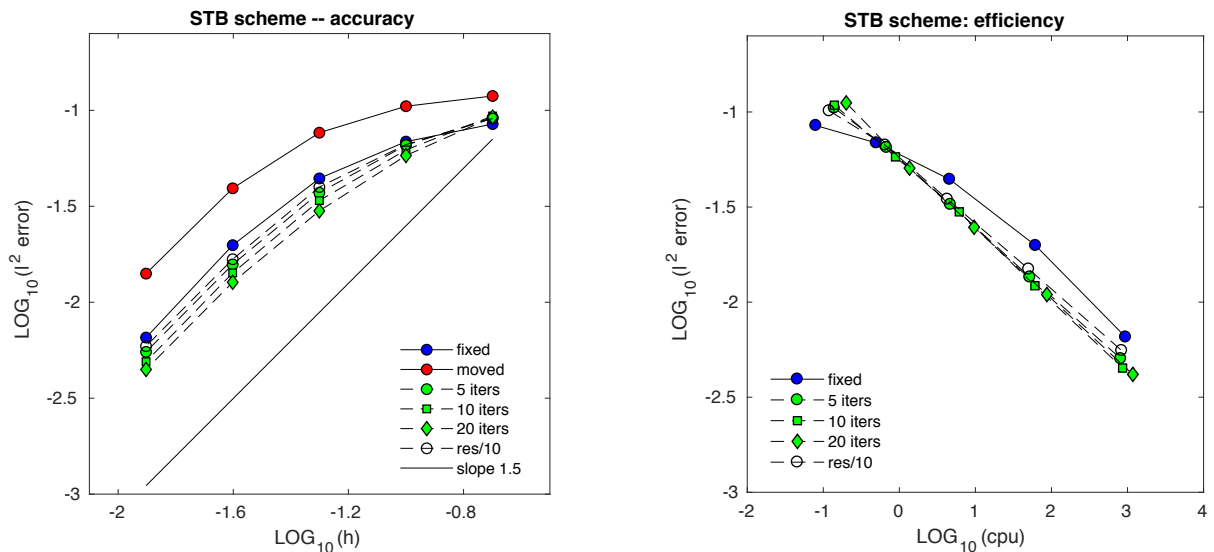 STB scheme -- accuracy
-1
-1.5
-2
-2.5
-3
LOG10(l2 error)
fixed
moved
5 iters
10 iters
20 iters
res/10
slope 1.5
-2
-1.6
-1.2
-0.8
LOG10(h)
STB scheme: efficiency
-1
-1.5
-2
-2.5
-3
LOG10(l2 error)
fixed
5 iters
10 iters
20 iters
res/10
-2
-1
0
1
2
3
4
LOG10(cpu)